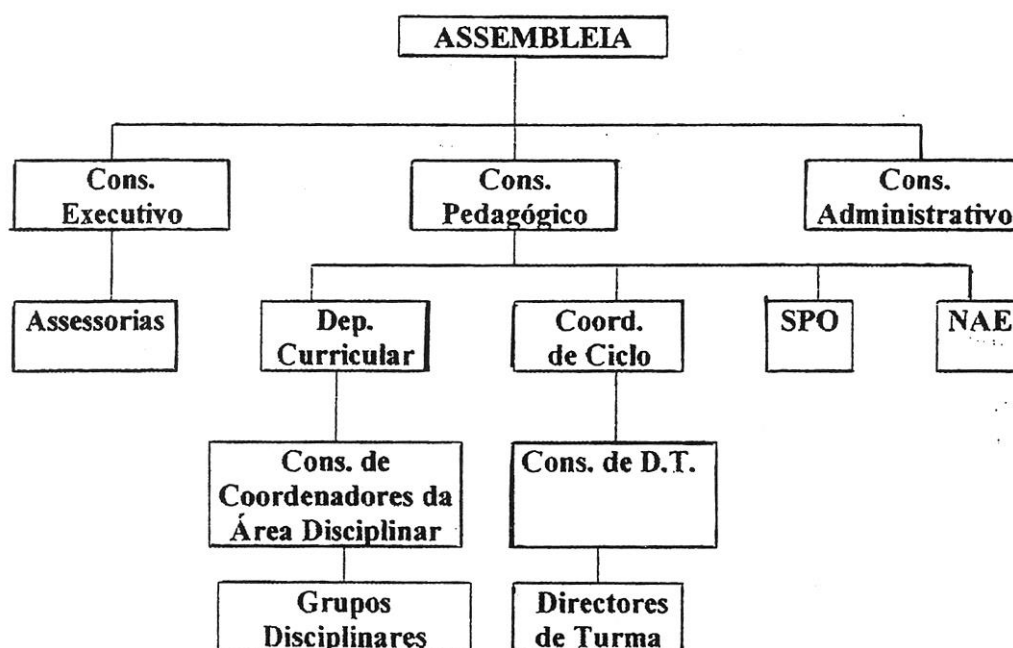 ASSEMBLEIA
Cons.
Executivo
Cons.
Pedagógico
Cons.
Administrativo
Assessorias
Dep.
Curricular
Coord.
de Ciclo
SPO
NAE
Cons. de
Coordenadores da
Área Disciplinar
Cons. de D.T.
Grupos
Disciplinares
Directores
de Turma